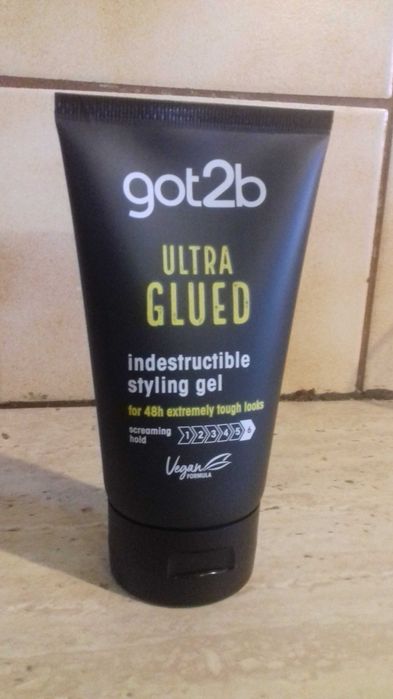 got2b
ULTRA
GLUED
indestructible
styling gel
for 48h extremely tough looks
screaming
hold
1 2 3 4 5 6
Vegan
FORMULA